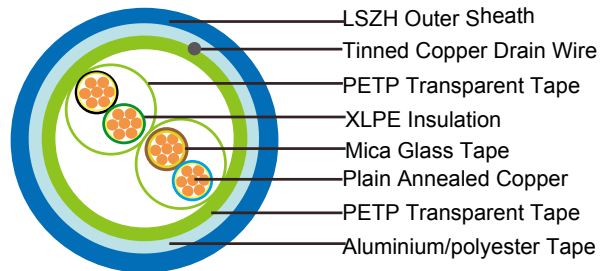 LSZH Outer Sheath
Tinned Copper Drain Wire
PETP Transparent Tape
XLPE Insulation
Mica Glass Tape
Plain Annealed Copper
PETP Transparent Tape
Aluminium/polyester Tape